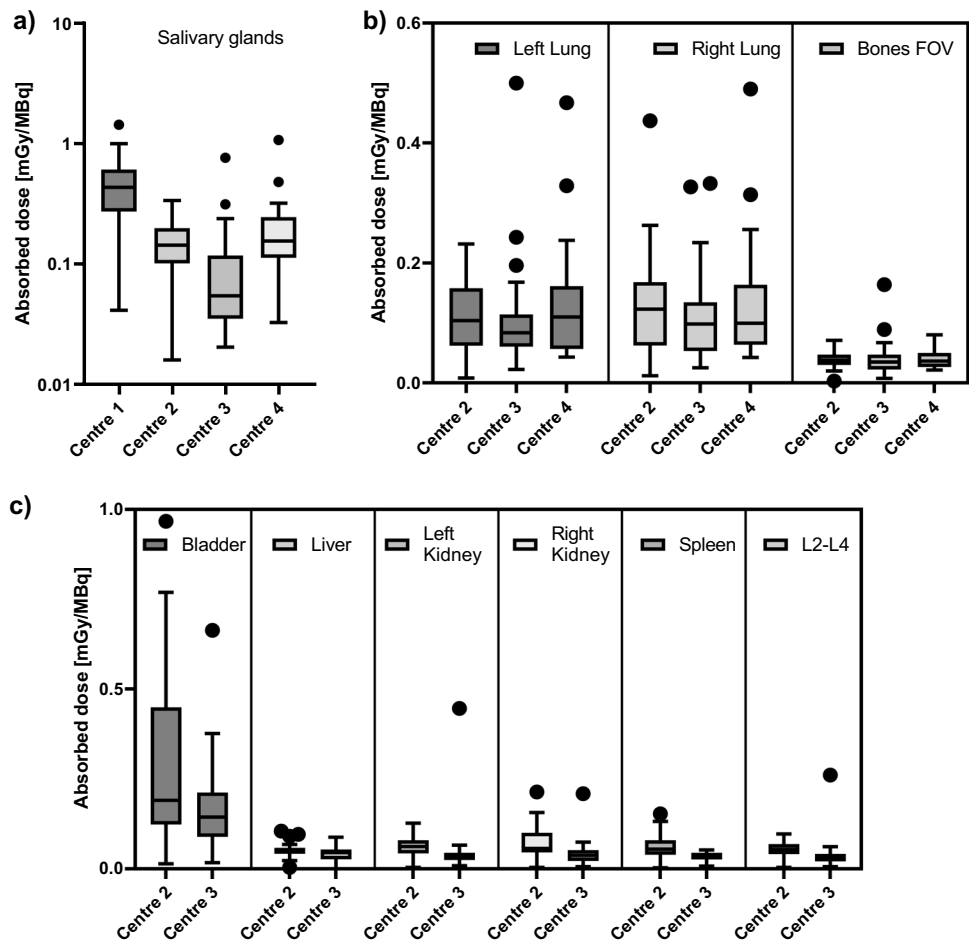 a)
Salivary glands
Absorbed dose [mGy/MBq]
10
1
0.1
0.01
Centre 1
Centre 2
Centre 3
Centre 4
b)
Left Lung
Right Lung
Bones FOV
Absorbed dose [mGy/MBq]
0.6
0.4
0.2
0.0
Centre 2
Centre 3
Centre 4
Centre 2
Centre 3
Centre 4
Centre 2
Centre 3
Centre 4
c)
Bladder
Liver
Left
Kidney
Right
Kidney
Spleen
L2-L4
Absorbed dose [mGy/MBq]
1.0
0.5
0.0
Centre 2
Centre 3
Centre 2
Centre 3
Centre 2
Centre 3
Centre 2
Centre 3
Centre 2
Centre 3
Centre 2
Centre 3